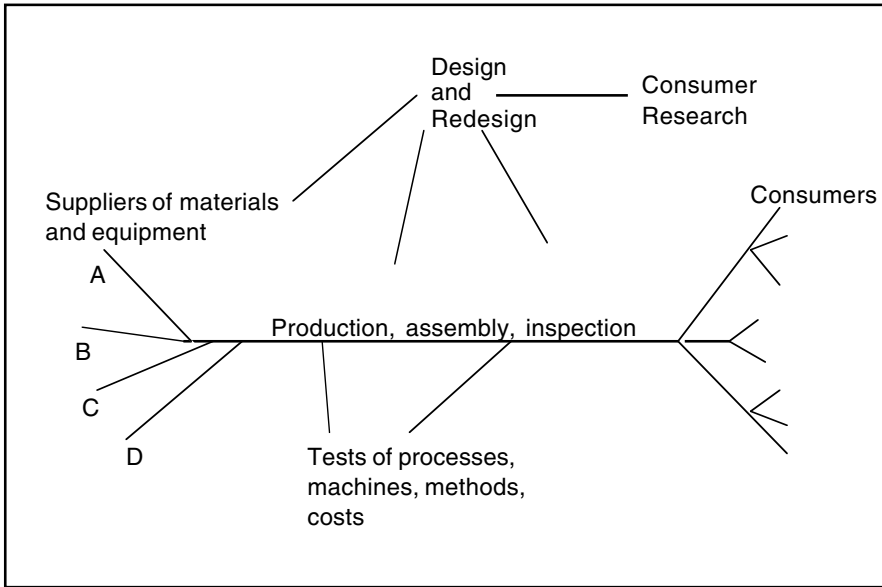 Design
and
Redesign
Consumer
Research
Suppliers of materials
and equipment
Consumers
A
B
C
D
Production, assembly, inspection
Tests of processes,
machines, methods,
costs